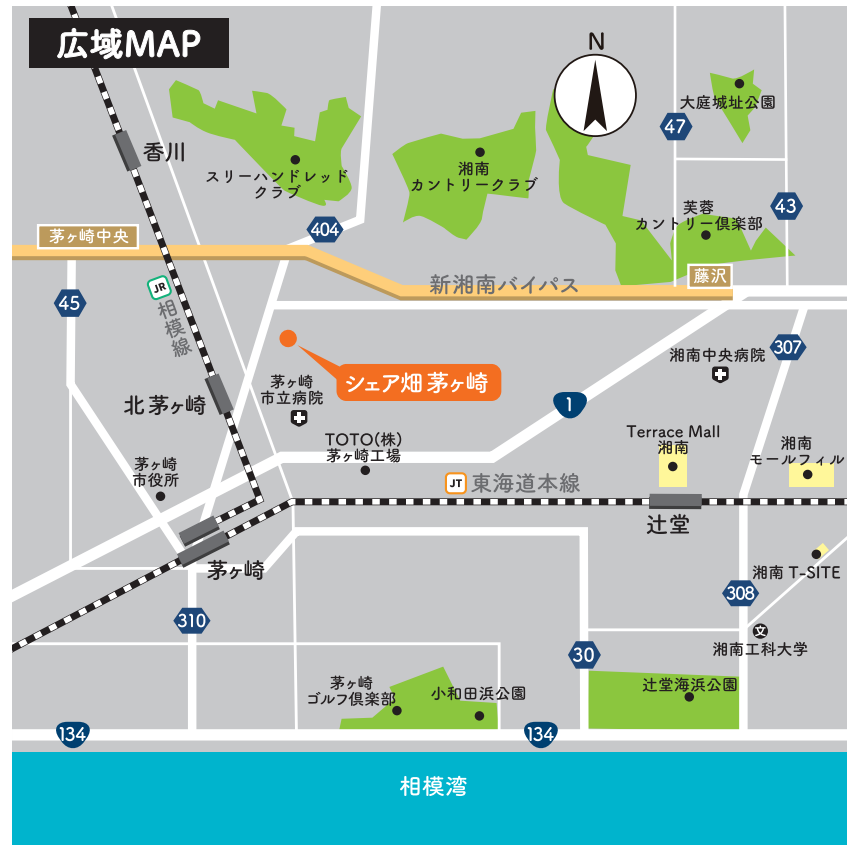 広域MAP
N
大庭城址公園
47
香川
スリーハンドレッド
クラブ
湘南
カントリークラブ
芙蓉
カントリー倶楽部
43
404
茅ヶ崎中央
藤沢
新湘南バイパス
45
JR
相模線
307
シェア畑 茅ヶ崎
湘南中央病院
茅ヶ崎
市立病院
北茅ヶ崎
1
TOTO(株)
茅ヶ崎工場
Terrace Mall
湘南
湘南
モールフィル
茅ヶ崎
市役所
JT
東海道本線
辻堂
茅ヶ崎
湘南 T-SITE
308
310
文
湘南工科大学
30
茅ヶ崎
ゴルフ倶楽部
小和田浜公園
辻堂海浜公園
134
134
相模湾